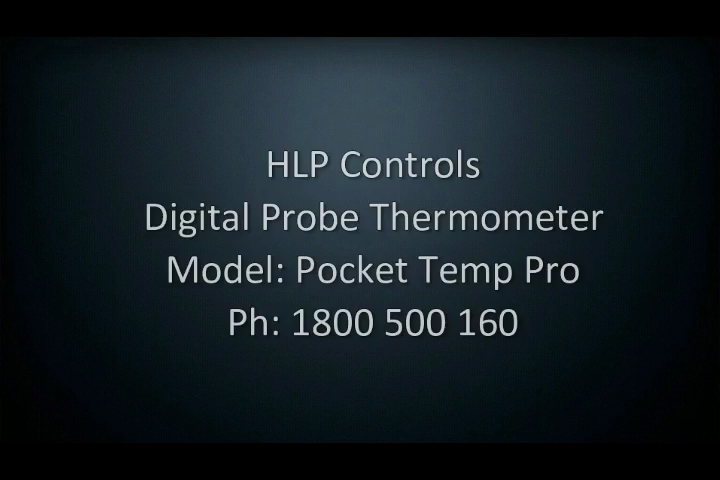 HLP Controls
Digital Probe Thermometer
Model: Pocket Temp Pro
Ph: 1800 500 160